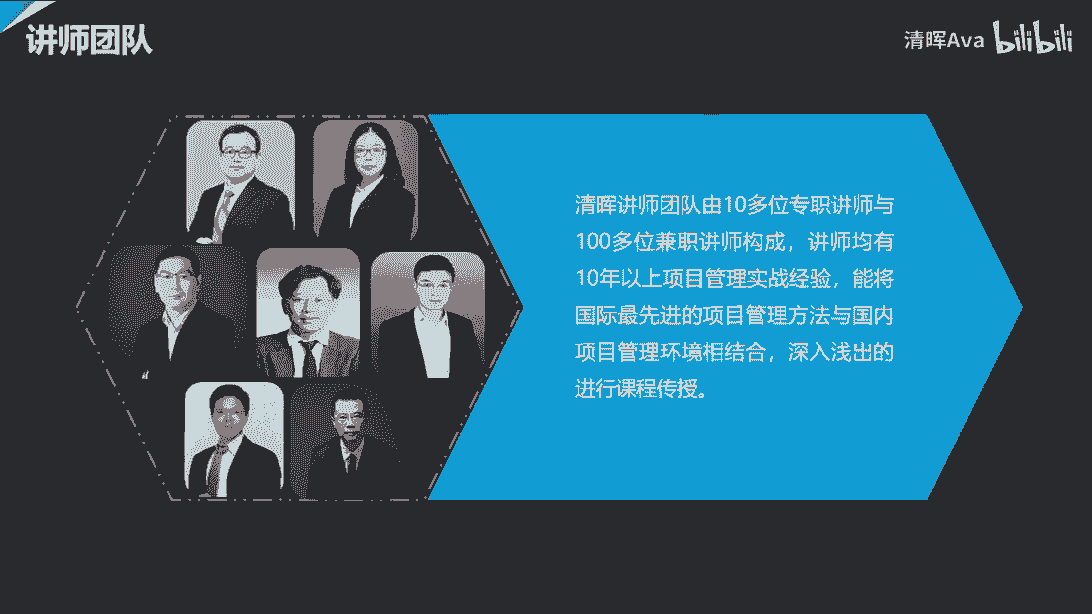 讲师团队
清晖Ava bilibili
清晖讲师团队由10多位专职讲师与
100多位兼职讲师构成，讲师均有
10年以上项目管理实战经验，能将
国际最先进的项目管理方法与国内
项目管理环境相结合，深入浅出的
进行课程传授。